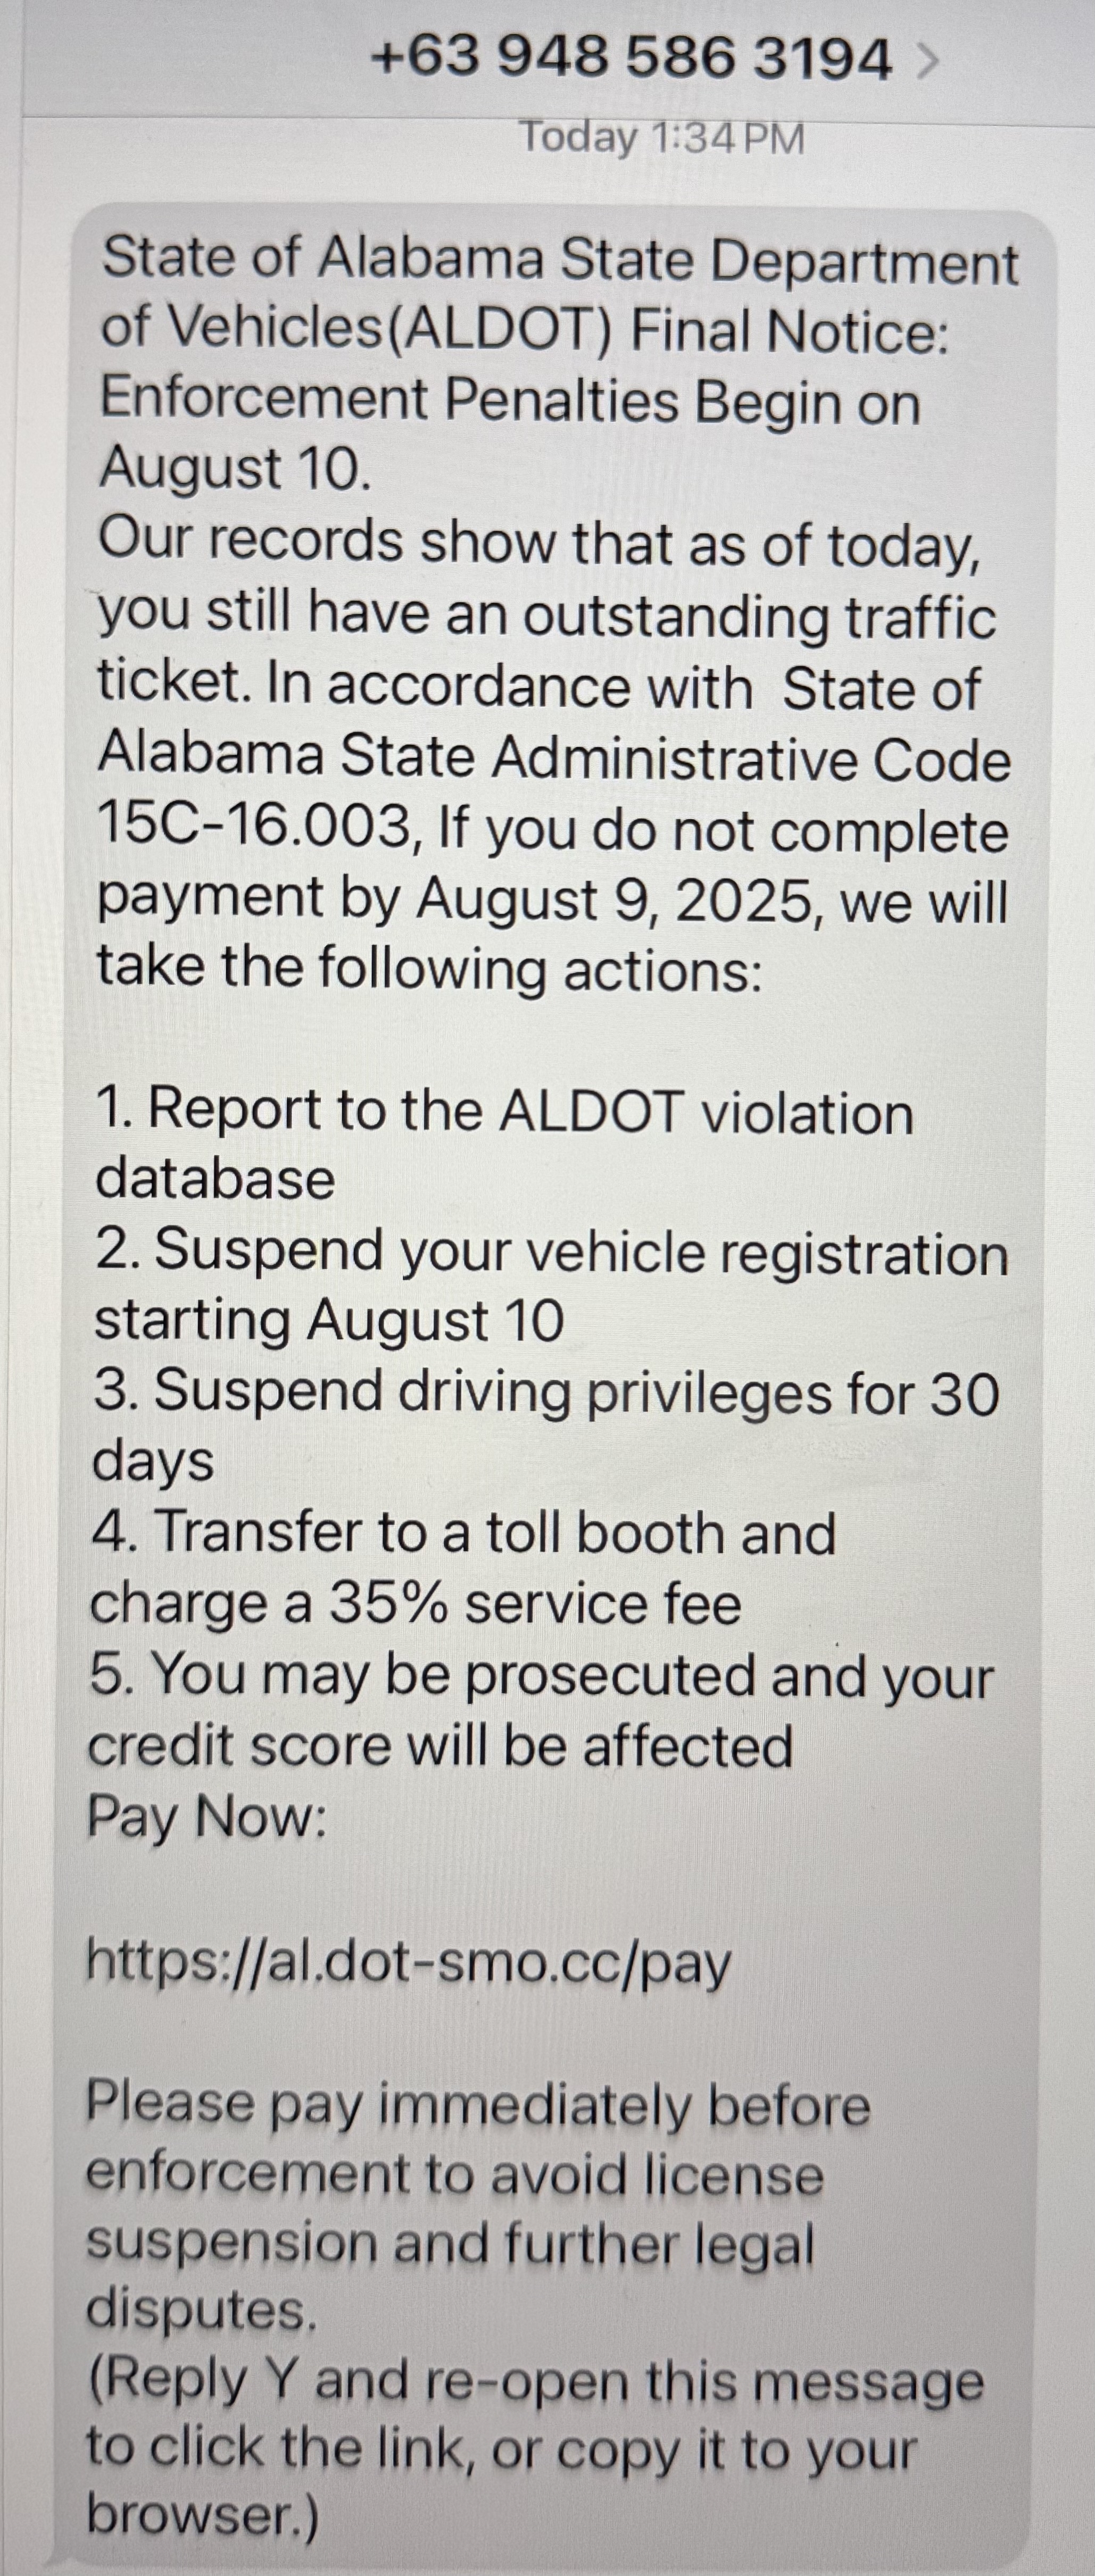 +63 948 586 3194 >
Today 1:34 PM
State of Alabama State Department
of Vehicles(ALDOT) Final Notice:
Enforcement Penalties Begin on
August 10.
Our records show that as of today,
you still have an outstanding traffic
ticket. In accordance with  State of
Alabama State Administrative Code
15C-16.003, If you do not complete
payment by August 9, 2025, we will
take the following actions:

1. Report to the ALDOT violation
database
2. Suspend your vehicle registration
starting August 10
3. Suspend driving privileges for 30
days
4. Transfer to a toll booth and
charge a 35% service fee
5. You may be prosecuted and your
credit score will be affected
Pay Now:

https://al.dot-smo.cc/pay

Please pay immediately before
enforcement to avoid license
suspension and further legal
disputes.
(Reply Y and re-open this message
to click the link, or copy it to your
browser.)